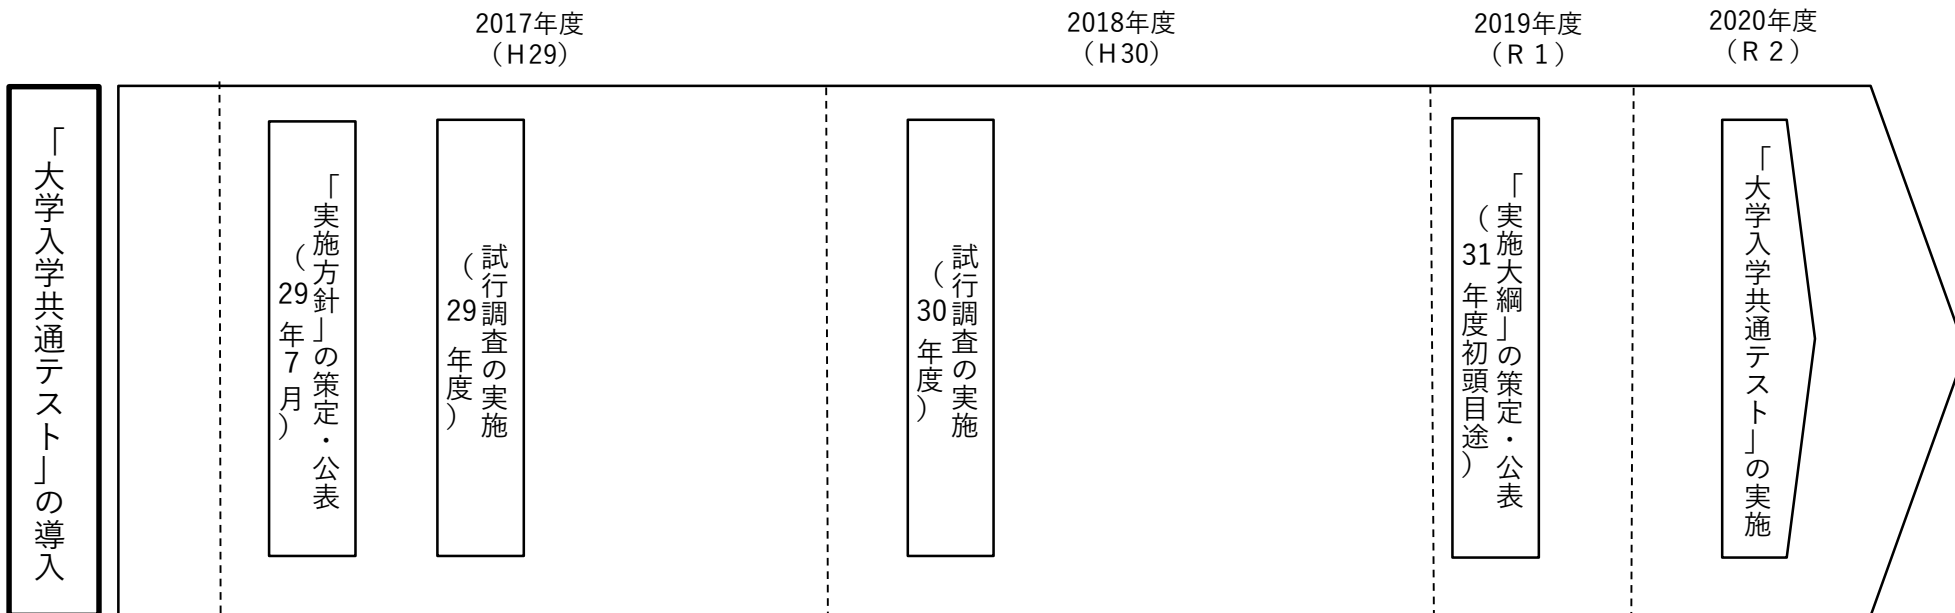 2017年度
（H29）
2018年度
（H30）
2019年度
（R 1）
2020年度
（R 2）
「大学入学共通テスト」の導入
「実施方針」の策定・公表
（29年7月）
試行調査の実施
（29年度）
試行調査の実施
（30年度）
「実施大綱」の策定・公表
（31年度初頭目途）
「大学入学共通テスト」の実施